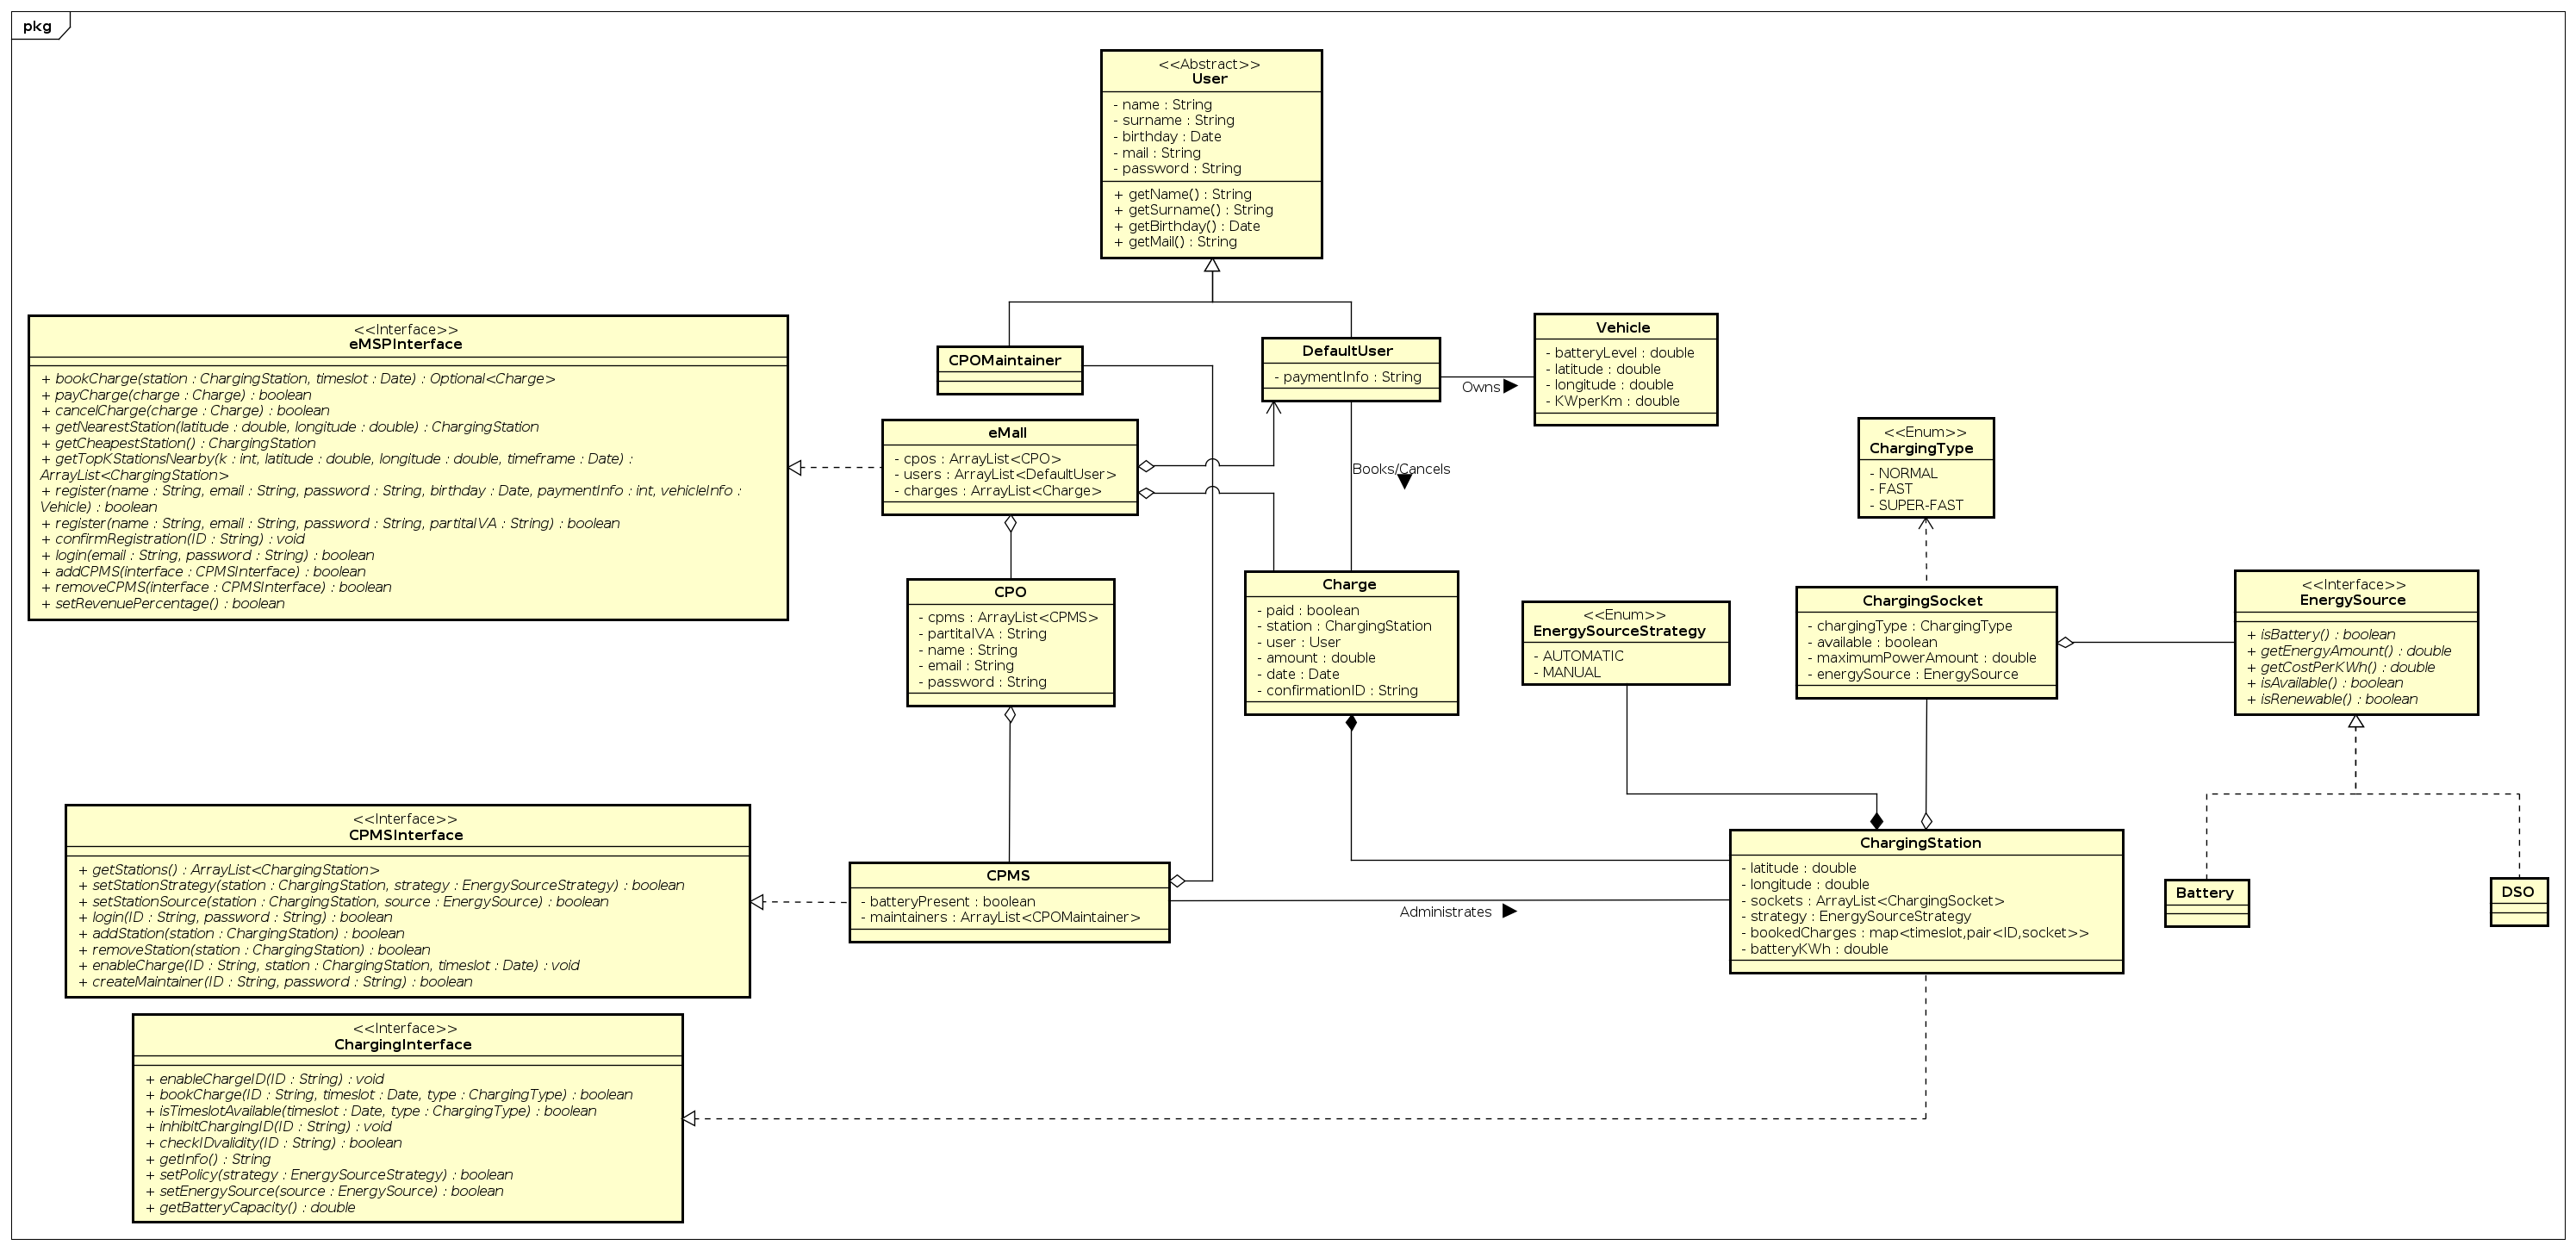 pkg
<<Abstract>>
User
- name : String
- surname : String
- birthday : Date
- mail : String
- password : String
+ getName() : String
+ getSurname() : String
+ getBirthday() : Date
+ getMail() : String
<<Interface>>
eMSPInterface
+ bookCharge(station : ChargingStation, timeslot : Date) : Optional<Charge>
+ payCharge(charge : Charge) : boolean
+ cancelCharge(charge : Charge) : boolean
+ getNearestStation(latitude : double, longitude : double) : ChargingStation
+ getCheapestStation() : ChargingStation
+ getTopKStationsNearby(k : int, latitude : double, longitude : double, timeframe : Date) :
ArrayList<ChargingStation>
+ register(name : String, email : String, password : String, birthday : Date, paymentInfo : int, vehicleInfo :
Vehicle) : boolean
+ register(name : String, email : String, password : String, partitaIVA : String) : boolean
+ confirmRegistration(ID : String) : void
+ login(email : String, password : String) : boolean
+ addCPMS(interface : CPMSInterface) : boolean
+ removeCPMS(interface : CPMSInterface) : boolean
+ setRevenuePercentage() : boolean
CPOMaintainer
DefaultUser
- paymentInfo : String
Owns
Vehicle
- batteryLevel : double
- latitude : double
- longitude : double
- KWperKm : double
eMall
- cpos : ArrayList<CPO>
- users : ArrayList<DefaultUser>
- charges : ArrayList<Charge>
Books/Cancels
<<Enum>>
ChargingType
- NORMAL
- FAST
- SUPER-FAST
CPO
- cpms : ArrayList<CPMS>
- partitaIVA : String
- name : String
- email : String
- password : String
Charge
- paid : boolean
- station : ChargingStation
- user : User
- amount : double
- date : Date
- confirmationID : String
<<Enum>>
EnergySourceStrategy
- AUTOMATIC
- MANUAL
ChargingSocket
- chargingType : ChargingType
- available : boolean
- maximumPowerAmount : double
- energySource : EnergySource
<<Interface>>
EnergySource
+ isBattery() : boolean
+ getEnergyAmount() : double
+ getCostPerKWh() : double
+ isAvailable() : boolean
+ isRenewable() : boolean
<<Interface>>
CPMSInterface
+ getStations() : ArrayList<ChargingStation>
+ setStationStrategy(station : ChargingStation, strategy : EnergySourceStrategy) : boolean
+ setStationSource(station : ChargingStation, source : EnergySource) : boolean
+ login(ID : String, password : String) : boolean
+ addStation(station : ChargingStation) : boolean
+ removeStation(station : ChargingStation) : boolean
+ enableCharge(ID : String, station : ChargingStation, timeslot : Date) : void
+ createMaintainer(ID : String, password : String) : boolean
CPMS
- batteryPresent : boolean
- maintainers : ArrayList<CPOMaintainer>
Administrates
ChargingStation
- latitude : double
- longitude : double
- sockets : ArrayList<ChargingSocket>
- strategy : EnergySourceStrategy
- bookedCharges : map<timeslot,pair<ID,socket>>
- batteryKWh : double
Battery
DSO
<<Interface>>
ChargingInterface
+ enableChargeID(ID : String) : void
+ bookCharge(ID : String, timeslot : Date, type : ChargingType) : boolean
+ isTimeslotAvailable(timeslot : Date, type : ChargingType) : boolean
+ inhibitChargingID(ID : String) : void
+ checkIDvalidity(ID : String) : boolean
+ getInfo() : String
+ setPolicy(strategy : EnergySourceStrategy) : boolean
+ setEnergySource(source : EnergySource) : boolean
+ getBatteryCapacity() : double